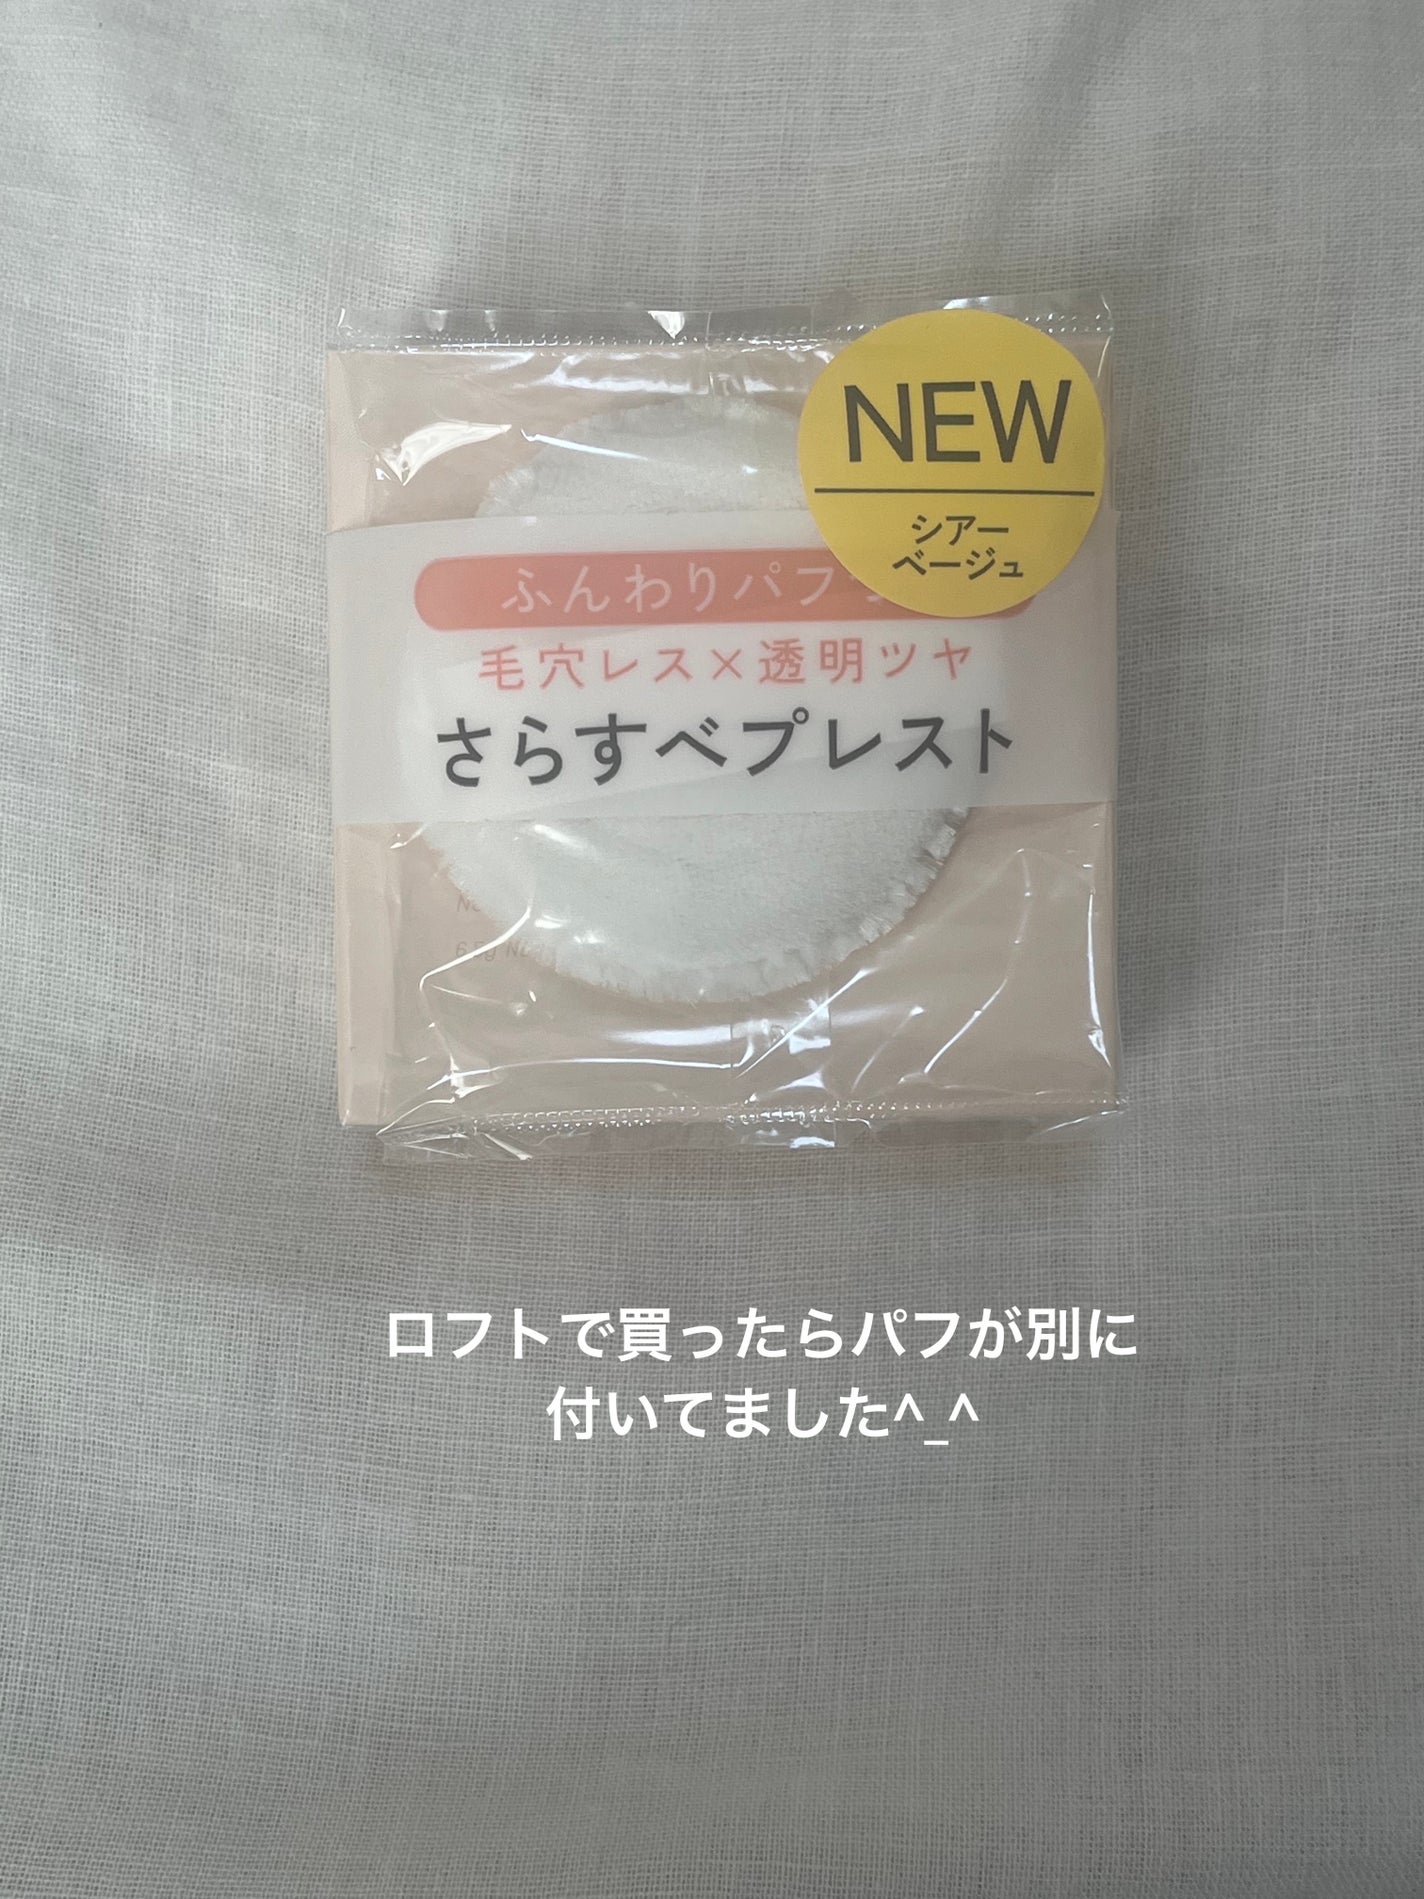 NEW
シアー
ベージュ
ふんわりパフ
毛穴レス×透明ツヤ
さらすべプレスト
ロフトで買ったらパフが別に
付いてました^_^